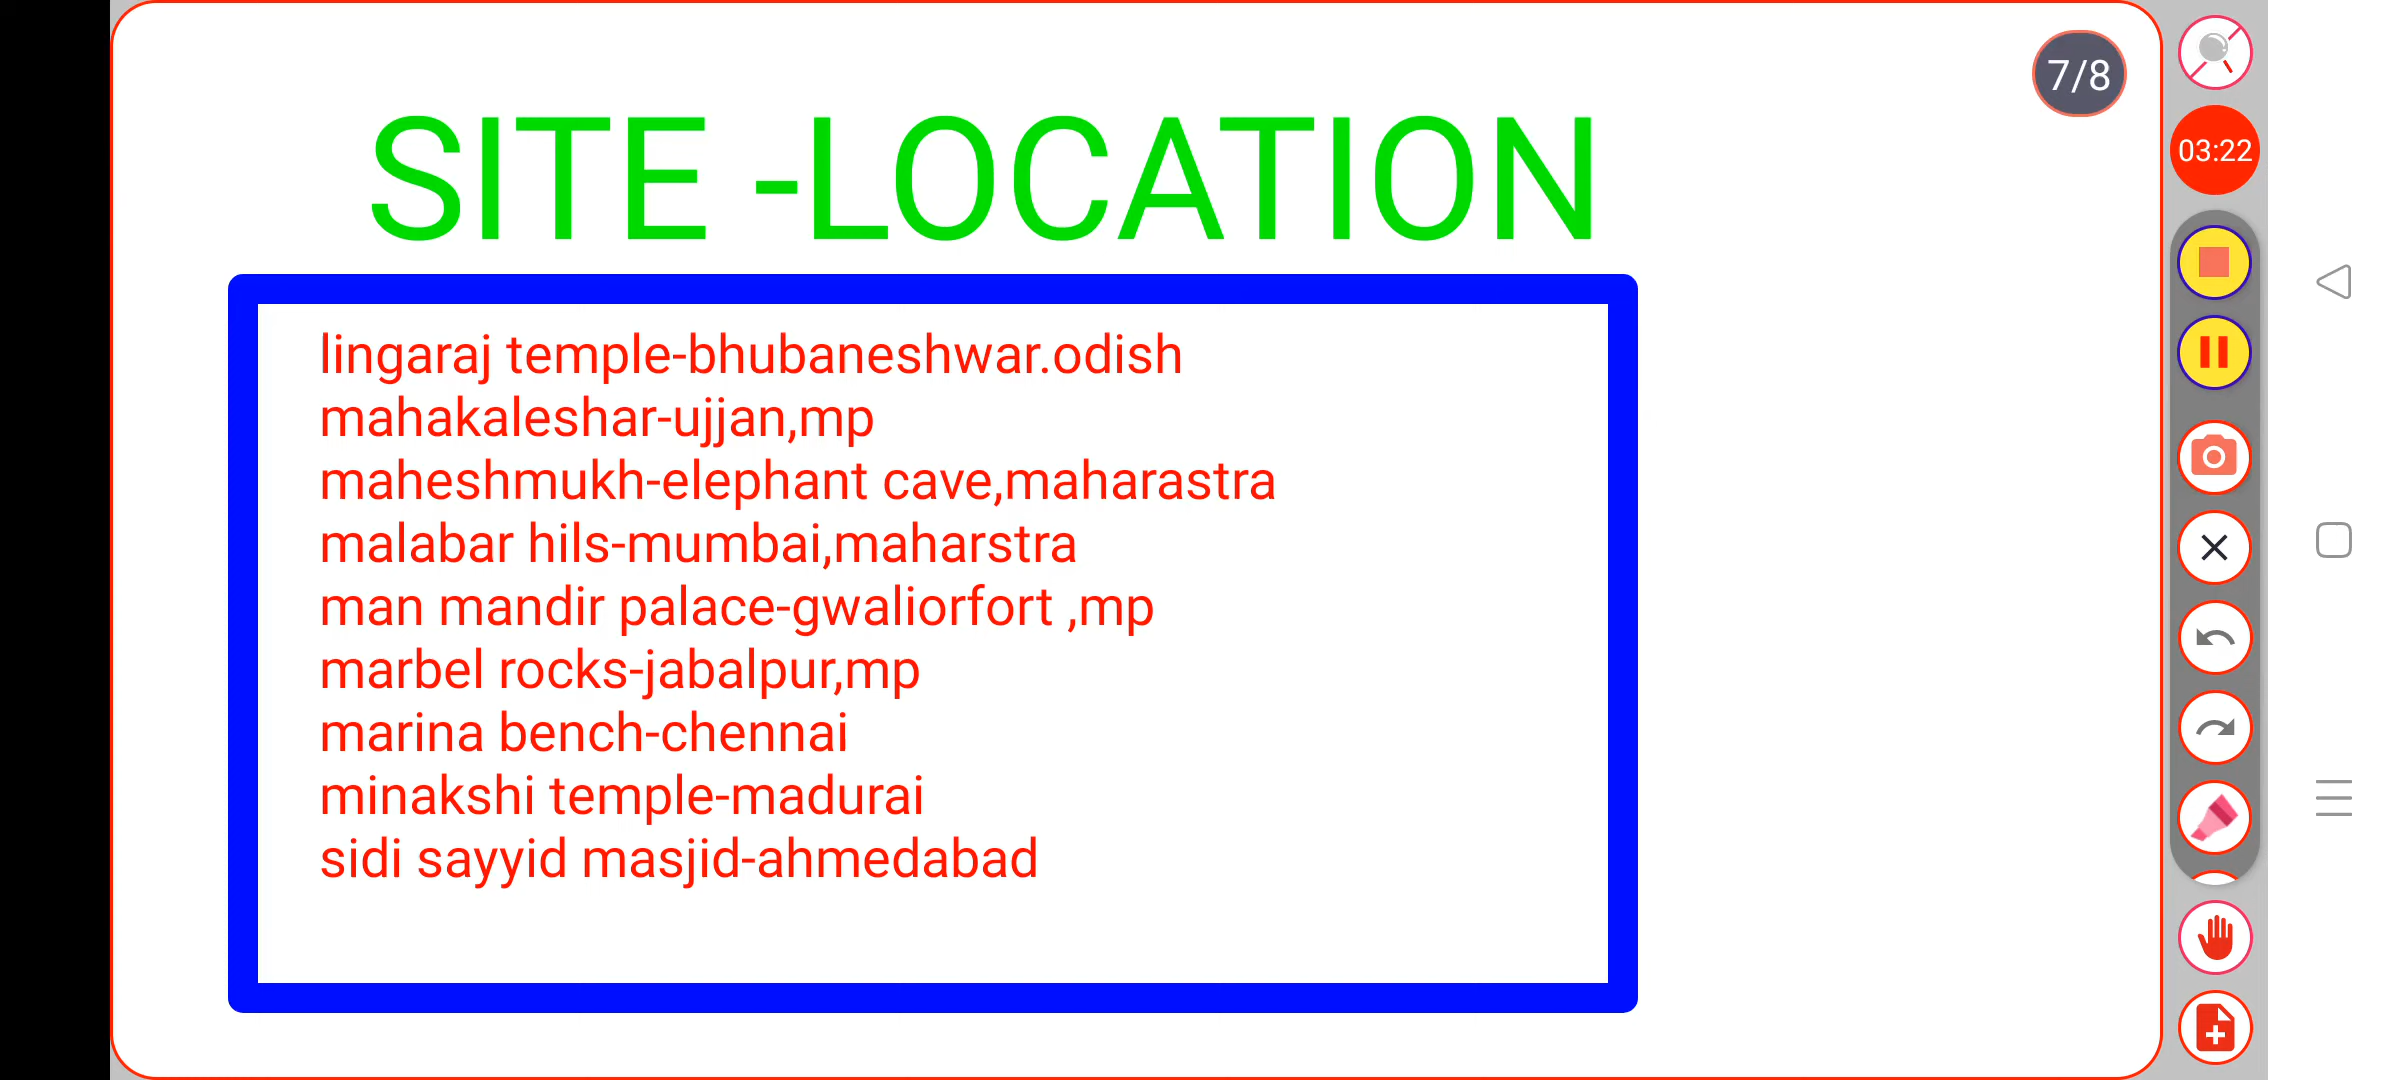 7/8
03:22
SITE -LOCATION
lingaraj temple-bhubaneshwar.odish
mahakaleshar-ujjan,mp
maheshmukh-elephant cave,maharastra
malabar hils-mumbai,maharstra
man mandir palace-gwaliorfort ,mp
marbel rocks-jabalpur,mp
marina bench-chennai
minakshi temple-madurai
sidi sayyid masjid-ahmedabad